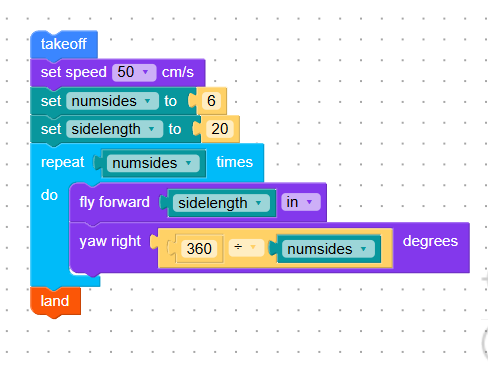 takeoff
set speed 50 cm/s
set numsides to 6
set sidelength to 20
repeat numsides times
do
fly forward sidelength in
yaw right 360 ÷ numsides degrees
land